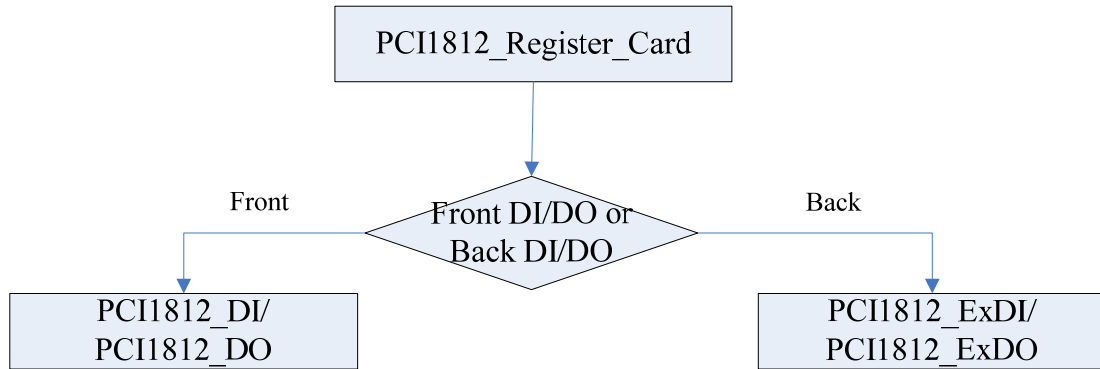 PCI1812_Register_Card
Front
Back
Front DI/DO or
Back DI/DO
PCI1812_DI/
PCI1812_DO
PCI1812_ExDI/
PCI1812_ExDO